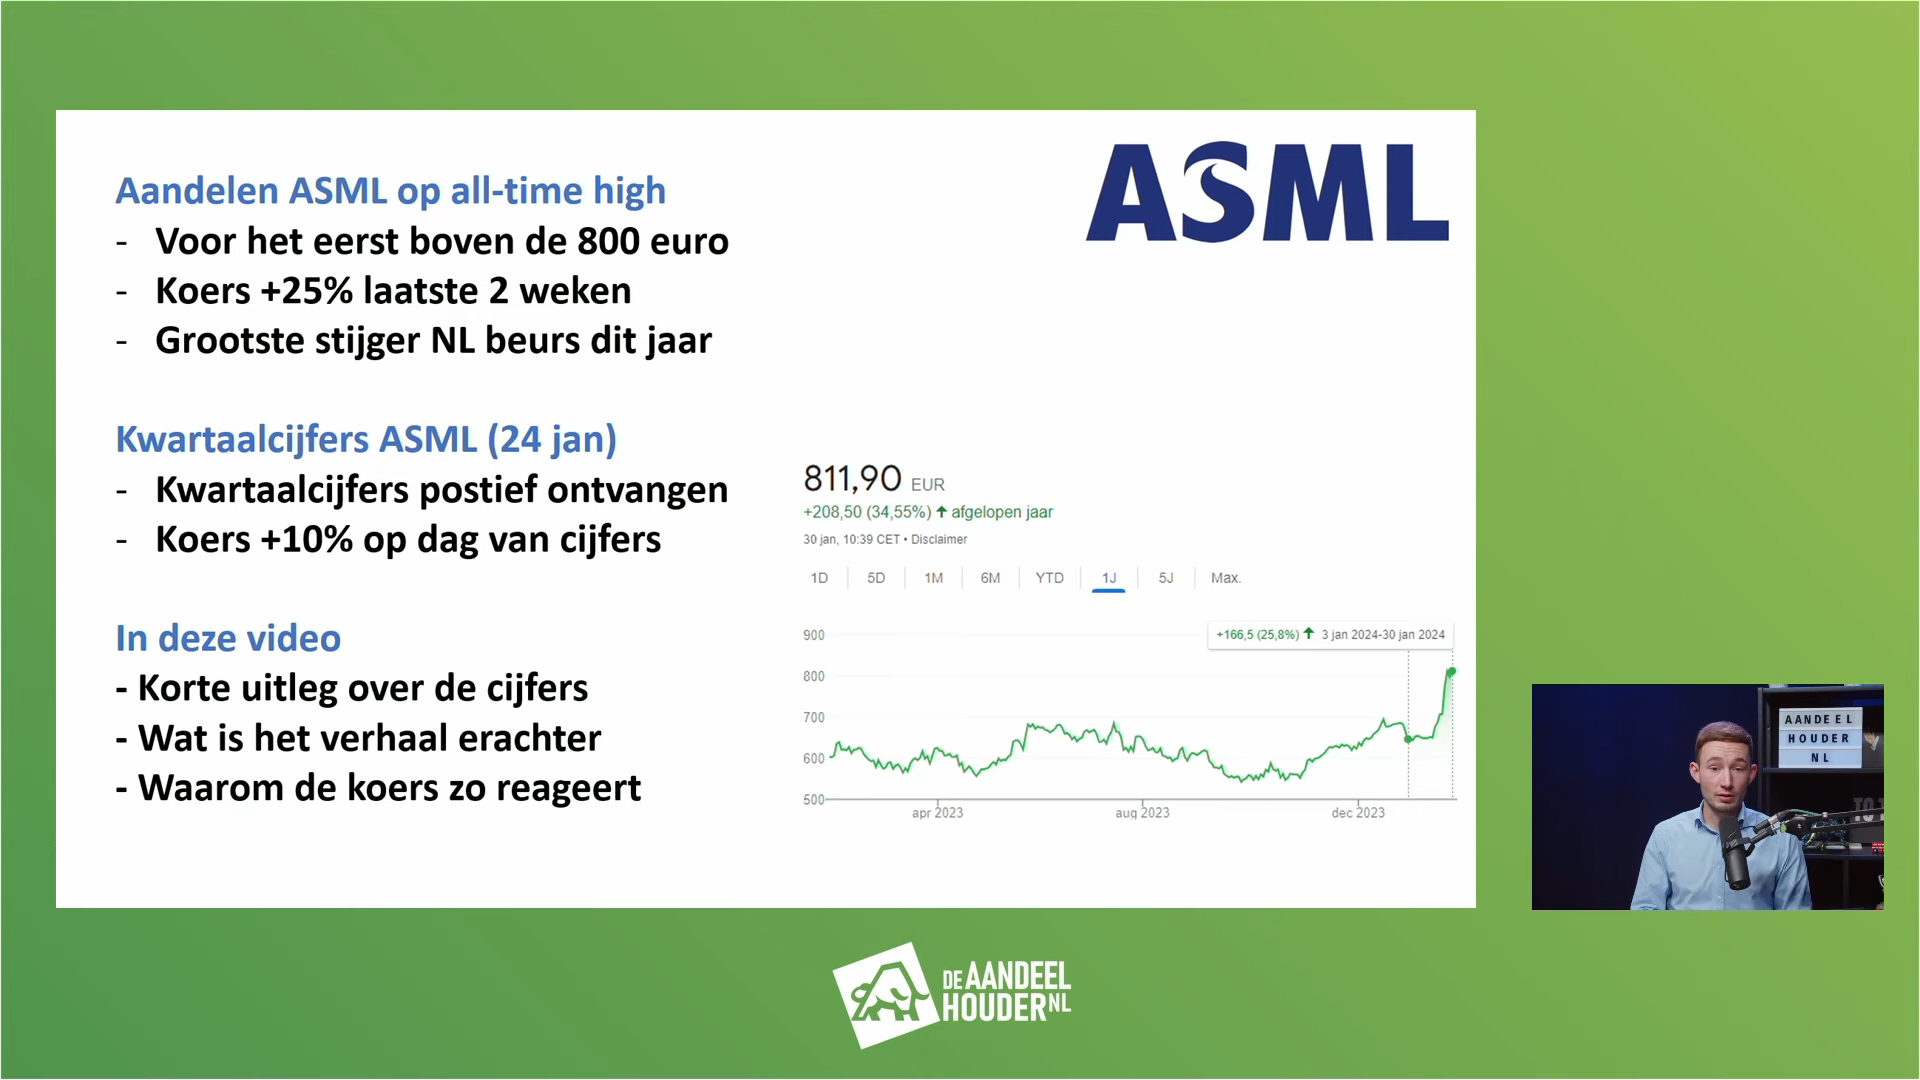 Aandelen ASML op all-time high
- Voor het eerst boven de 800 euro
- Koers +25% laatste 2 weken
- Grootste stijger NL beurs dit jaar
Kwartaalcijfers ASML (24 jan)
- Kwartaalcijfers postief ontvangen
- Koers +10% op dag van cijfers
In deze video
- Korte uitleg over de cijfers
- Wat is het verhaal erachter
- Waarom de koers zo reageert
ASML
811,90 EUR
+208,50 (34,55%) ↑ afgelopen jaar
30 jan, 10:39 CET • Disclaimer
1D 5D 1M 6M YTD 1J 5J Max.
+166,5 (25,8%) ↑ 3 jan 2024-30 jan 2024
900
800
700
600
500
apr 2023 aug 2023 dec 2023
AANDEEL
HOUDER
NL
DE AANDEEL
HOUDER NL